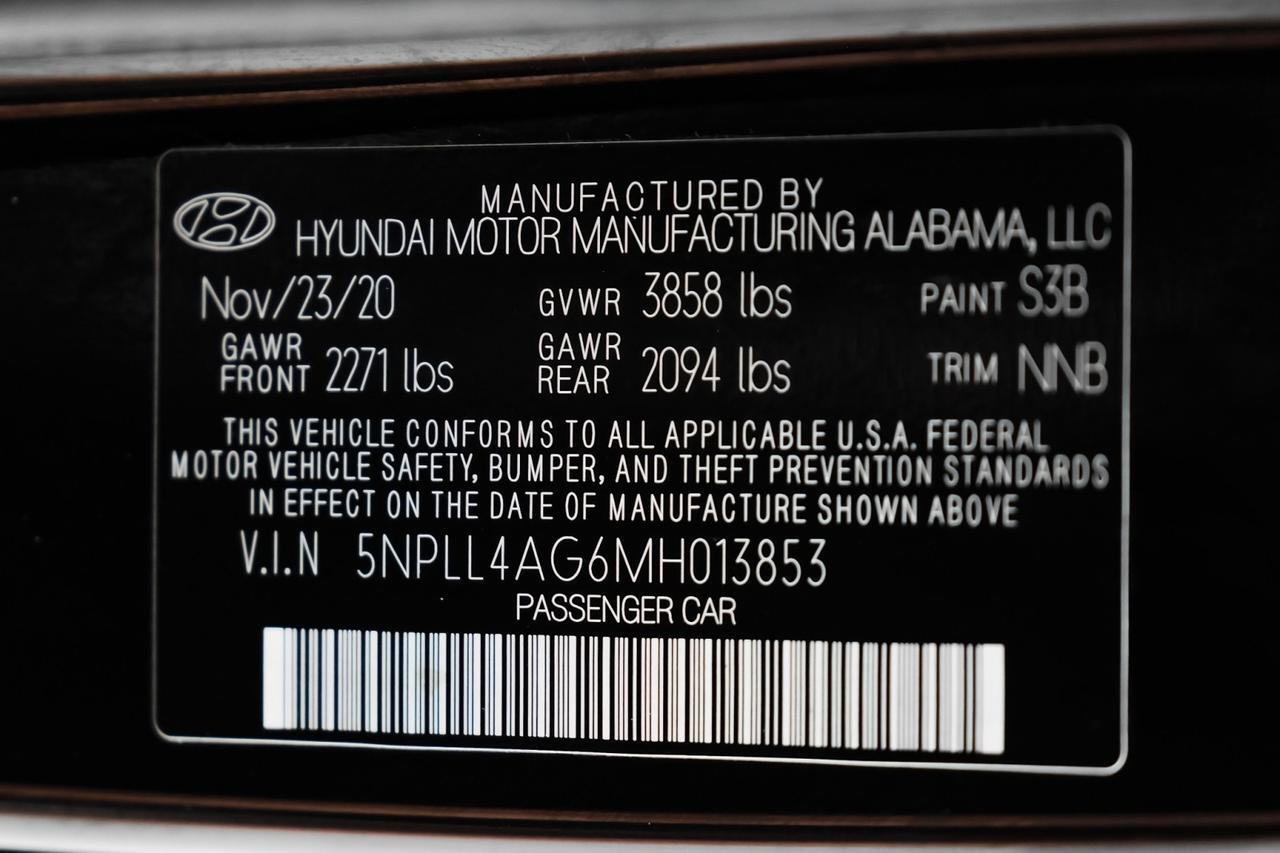 MANUFACTURED BY
HYUNDAI MOTOR MANUFACTURING ALABAMA, LLC
Nov/23/20 GVWR 3858 lbs PAINT S3B
GAWR FRONT 2271 lbs GAWR REAR 2094 lbs TRIM NNB
THIS VEHICLE CONFORMS TO ALL APPLICABLE U.S.A. FEDERAL
MOTOR VEHICLE SAFETY, BUMPER, AND THEFT PREVENTION STANDARDS
IN EFFECT ON THE DATE OF MANUFACTURE SHOWN ABOVE
V.I.N 5NPLL4AG6MH013853
PASSENGER CAR